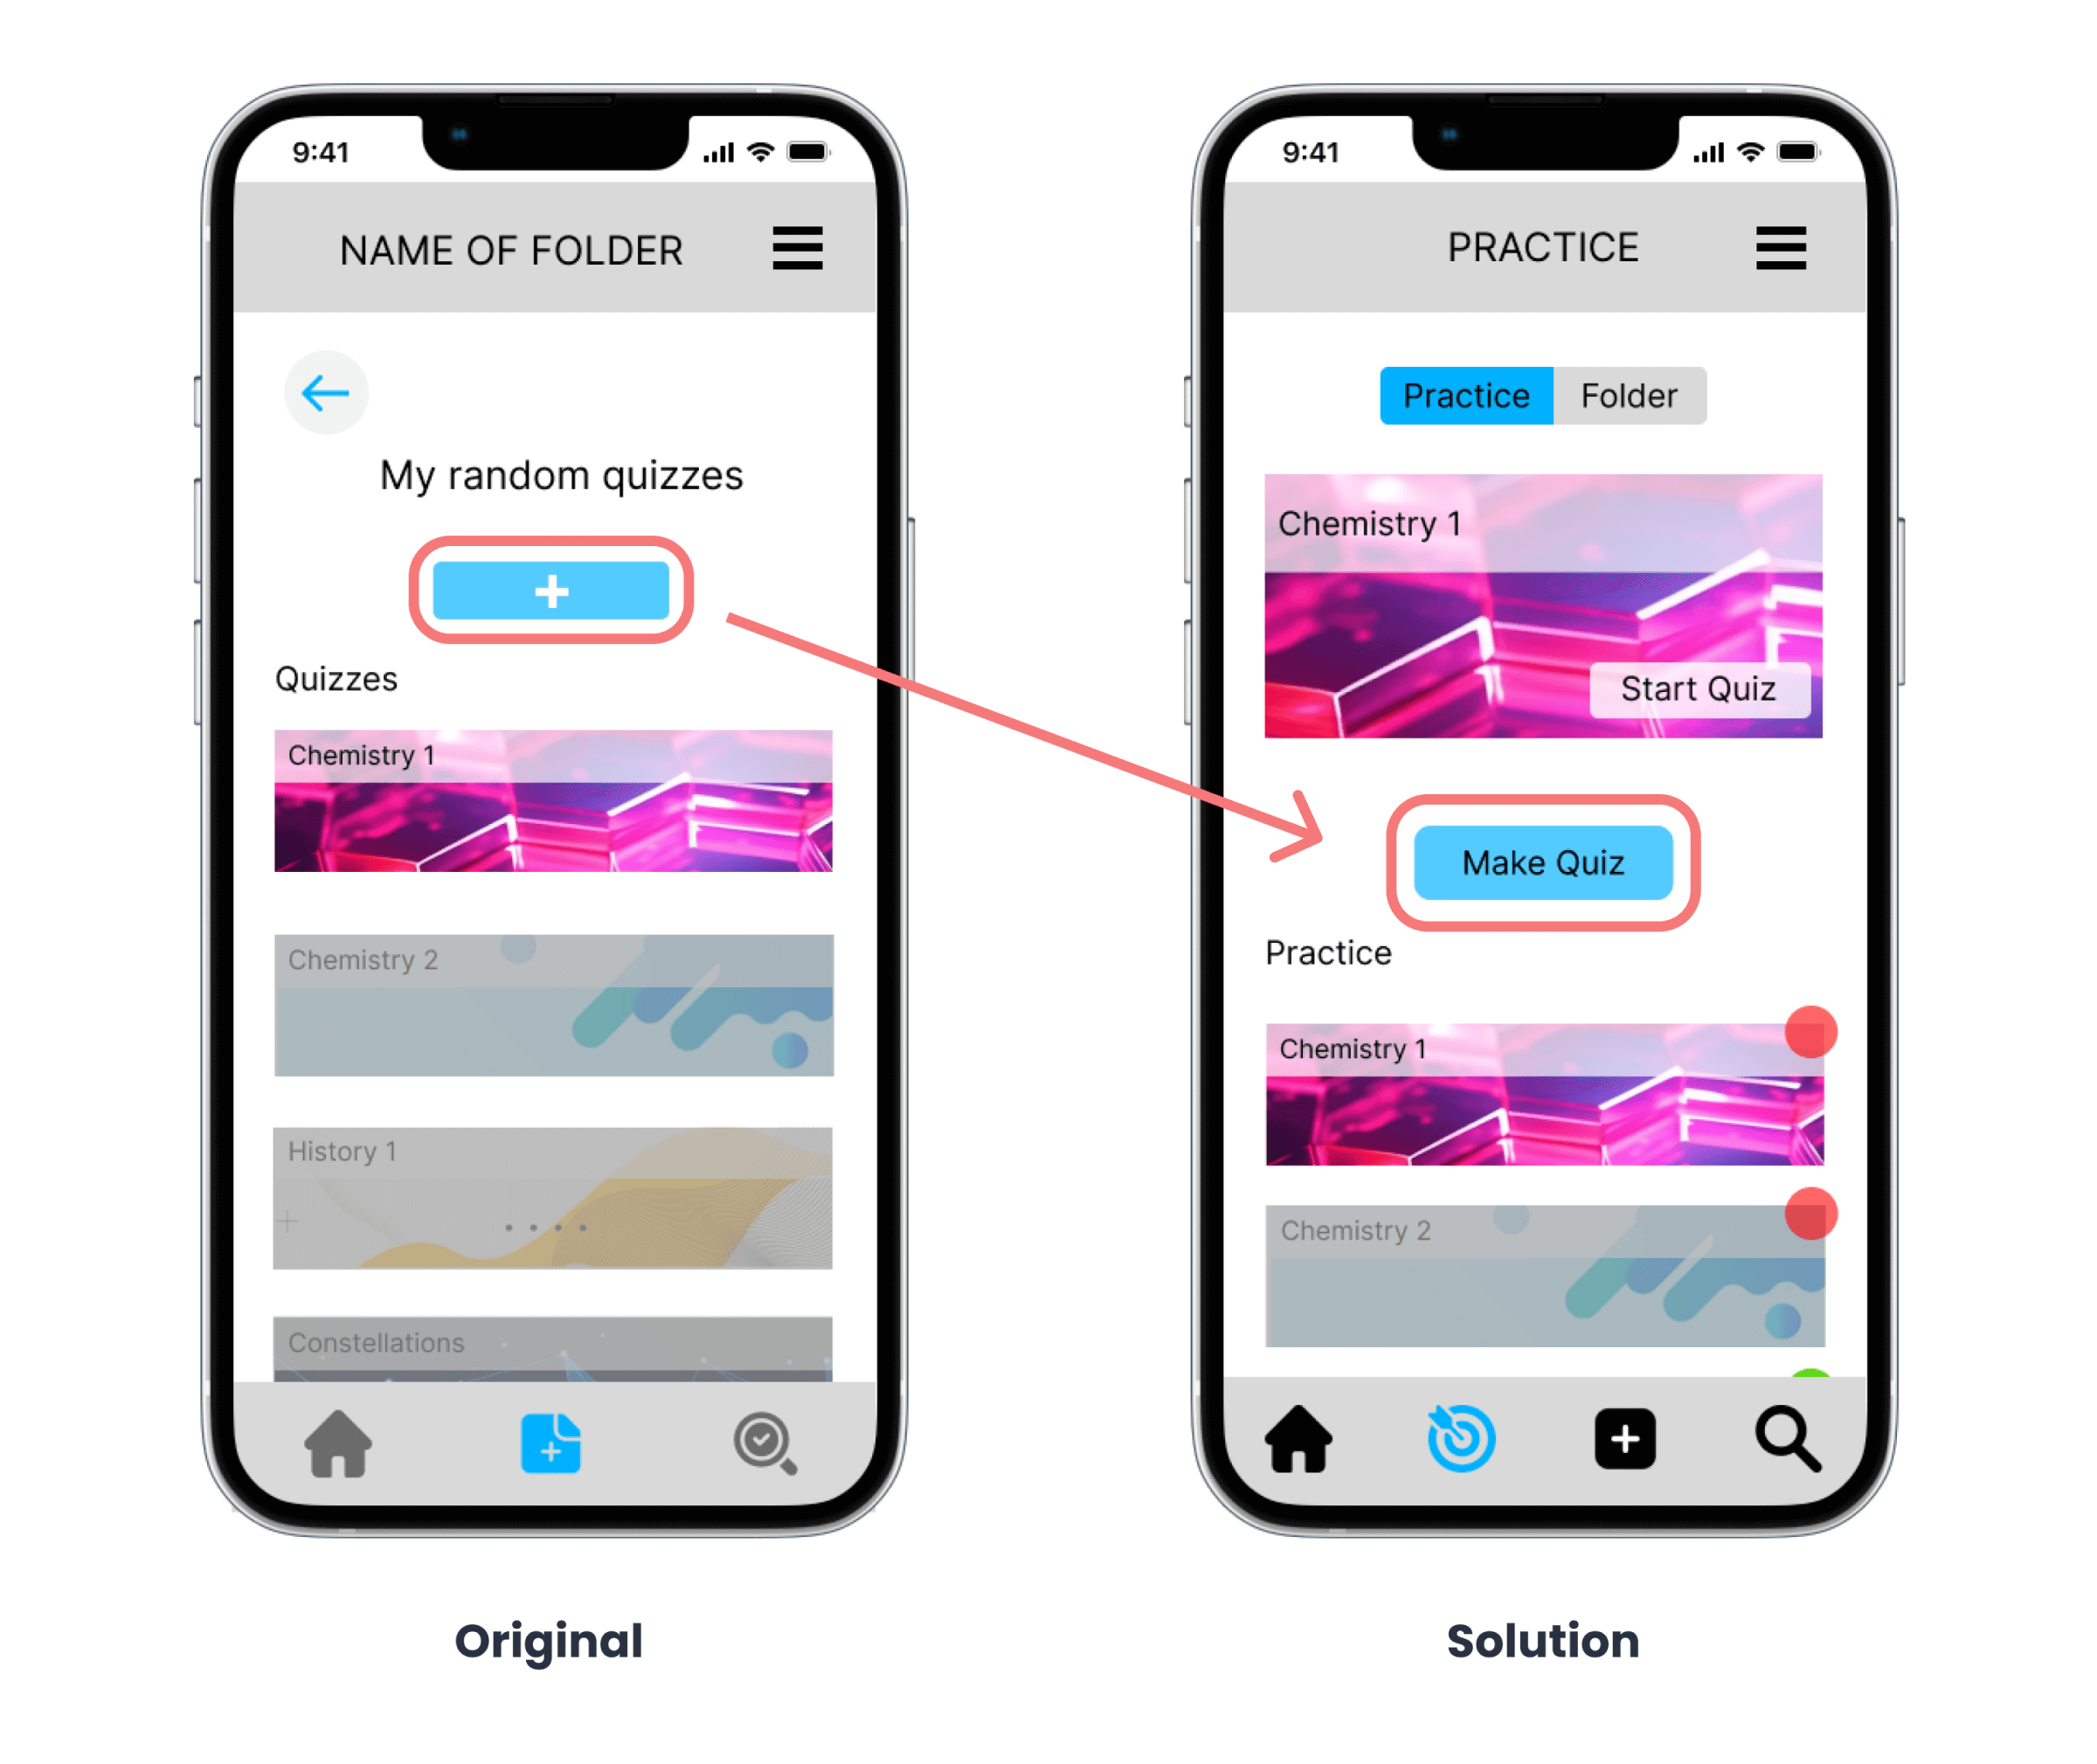 9:41
NAME OF FOLDER
My random quizzes
+
Quizzes
Chemistry 1
Chemistry 2
History 1
Constellations
Original
9:41
PRACTICE
Practice Folder
Chemistry 1
Start Quiz
Make Quiz
Practice
Chemistry 1
Chemistry 2
Solution